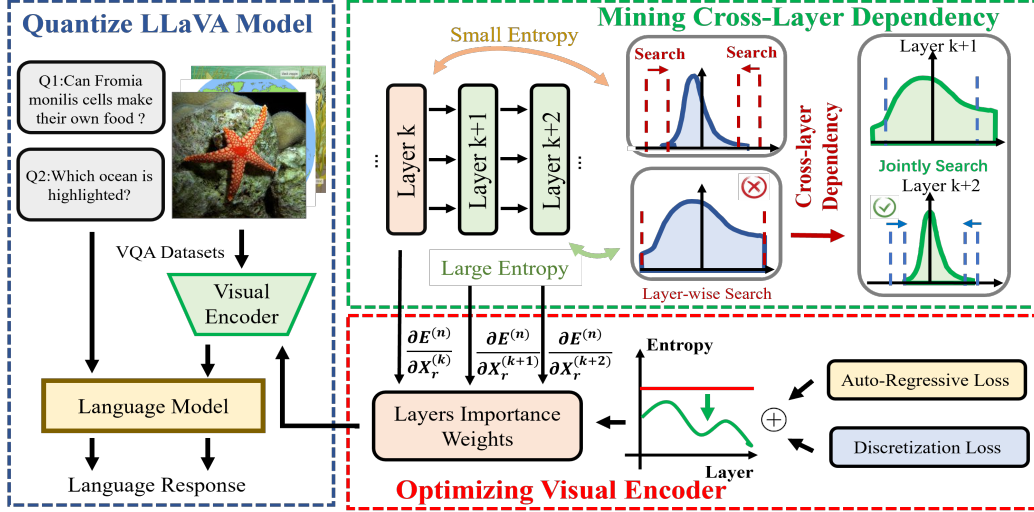 Quantize LLaVA Model
Q1:Can Fromia
monilis cells make
their own food ?
Q2:Which ocean is
highlighted?
VQA Datasets
Visual
Encoder
Language Model
Language Response
Mining Cross-Layer Dependency
Small Entropy
...
Layer k
Layer k+1
Layer k+2
...
Large Entropy
Search
Search
Layer-wise Search
Cross-layer
Dependency
Layer k+1
Jointly Search
Layer k+2
∂E^(n)
∂X_r^(k)
∂E^(n)
∂X_r^(k+1)
∂E^(n)
∂X_r^(k+2)
Layers Importance
Weights
Entropy
Layer
+
Auto-Regressive Loss
Discretization Loss
Optimizing Visual Encoder